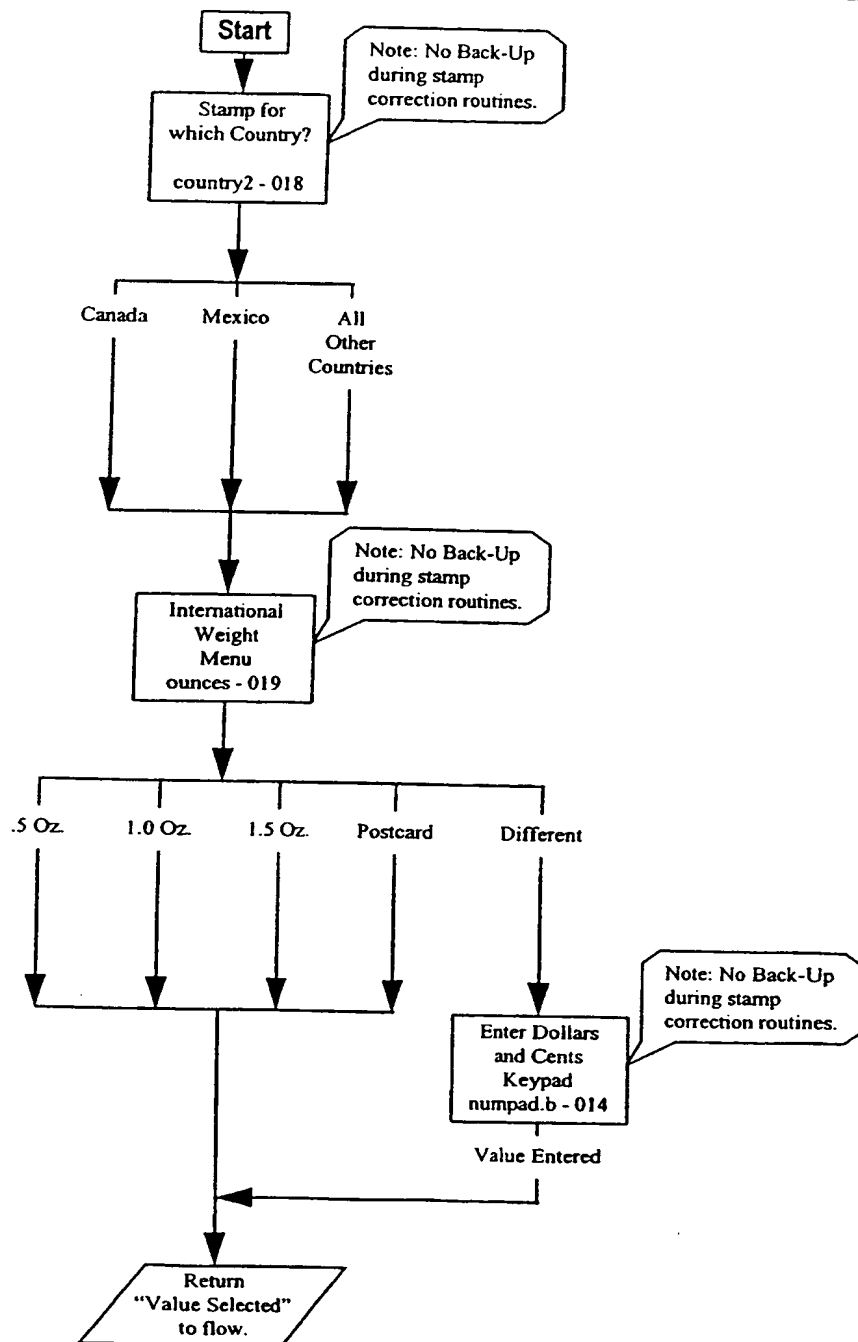 Start
Note: No Back-Up
during stamp
correction routines.
Stamp for
which Country?
country2 - 018
Canada
Mexico
All
Other
Countries
Note: No Back-Up
during stamp
correction routines.
International
Weight
Menu
ounces - 019
.5 Oz.
1.0 Oz.
1.5 Oz.
Postcard
Different
Note: No Back-Up
during stamp
correction routines.
Enter Dollars
and Cents
Keypad
numpad.b - 014
Value Entered
Return
“Value Selected”
to flow.